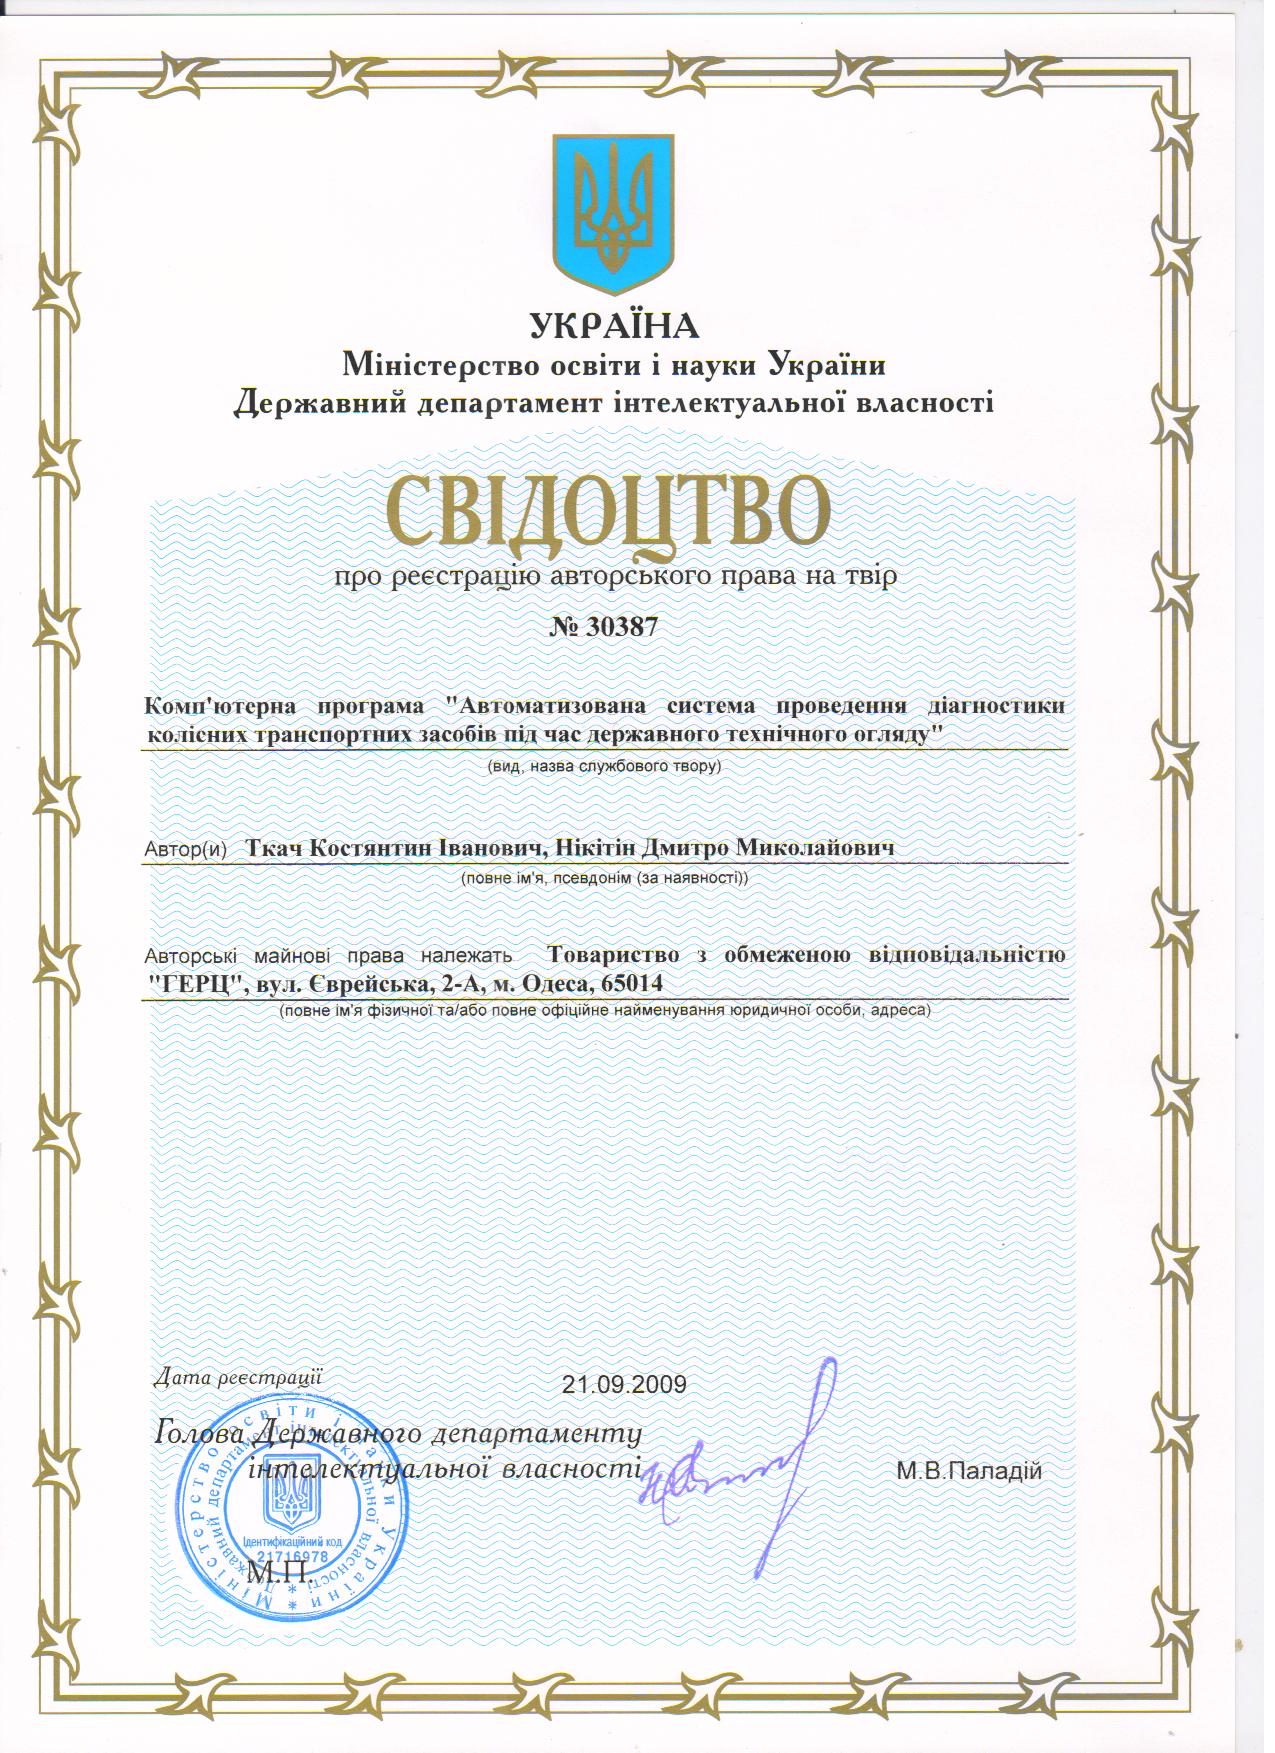 УКРАЇНА
Міністерство освіти і науки України
Державний департамент інтелектуальної власності
СВІДОЦТВО
про реєстрацію авторського права на твір
№ 30387
Комп'ютерна програма "Автоматизована система проведення діагностики
колісних транспортних засобів під час державного технічного огляду"
(вид, назва службового твору)
Автор(и) Ткач Костянтин Іванович, Нікітін Дмитро Миколайович
(повне ім'я, псевдонім (за наявності))
Авторські майнові права належать Товариство з обмеженою відповідальністю
"ГЕРЦ", вул. Єврейська, 2-А, м. Одеса, 65014
(повне ім'я фізичної та/або повне офіційне найменування юридичної особи, адреса)
Дата реєстрації 21.09.2009
Голова Державного департаменту
інтелектуальної власності
М.В.Паладій
М.П.
Міністерство освіти і науки України *
Державний департамент інтелектуальної власності *
Ідентифікаційний код
21716978